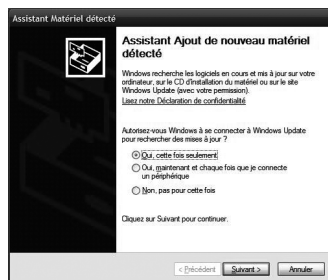 Assistant Matériel détecté
Assistant Ajout de nouveau matériel
détecté
Windows recherche les logiciels en cours et mis à jour sur votre
ordinateur, sur le CD d'installation du matériel ou sur le site
Windows Update (avec votre permission).
Lisez notre Déclaration de confidentialité
Autorisez-vous Windows à se connecter à Windows Update
pour rechercher des mises à jour ?
Oui, cette fois seulement
Oui, maintenant et chaque fois que je connecte
un périphérique
Non, pas pour cette fois
Cliquez sur Suivant pour continuer.
< Précédent
Suivant >
Annuler